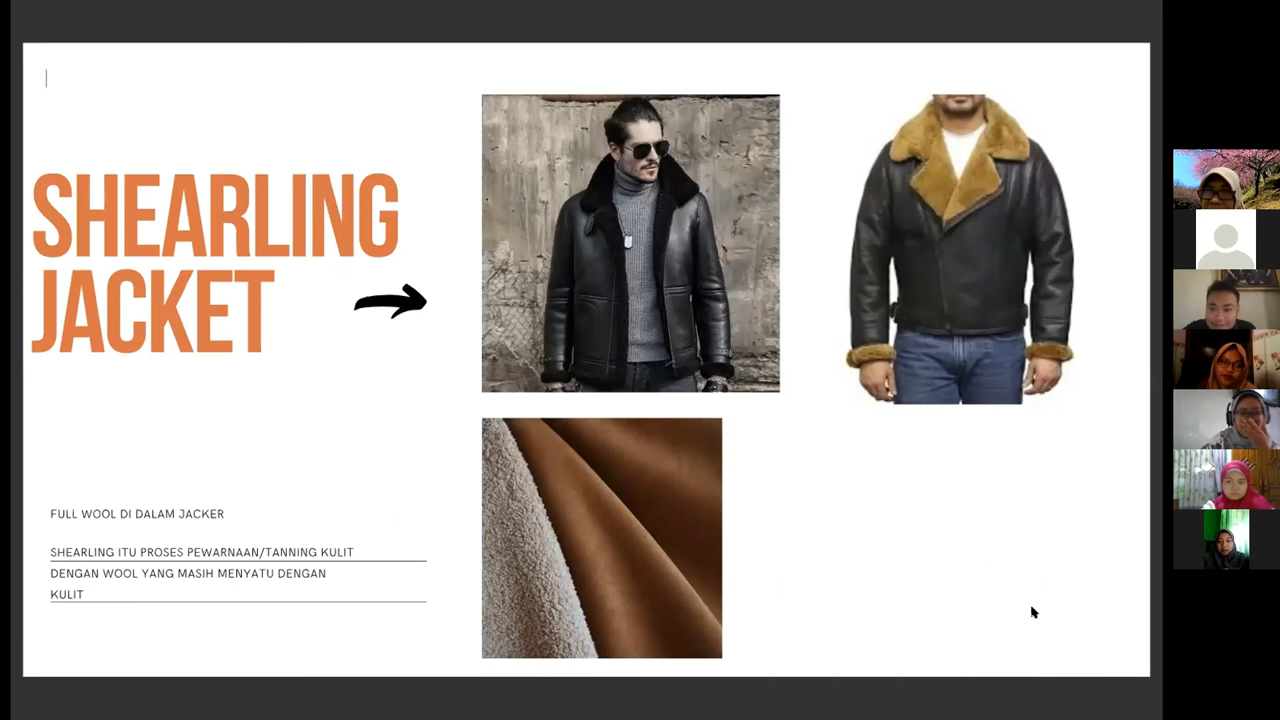 SHEARLING
JACKET
FULL WOOL DI DALAM JACKER
SHEARLING ITU PROSES PEWARNAAN/TANNING KULIT
DENGAN WOOL YANG MASIH MENYATU DENGAN
KULIT